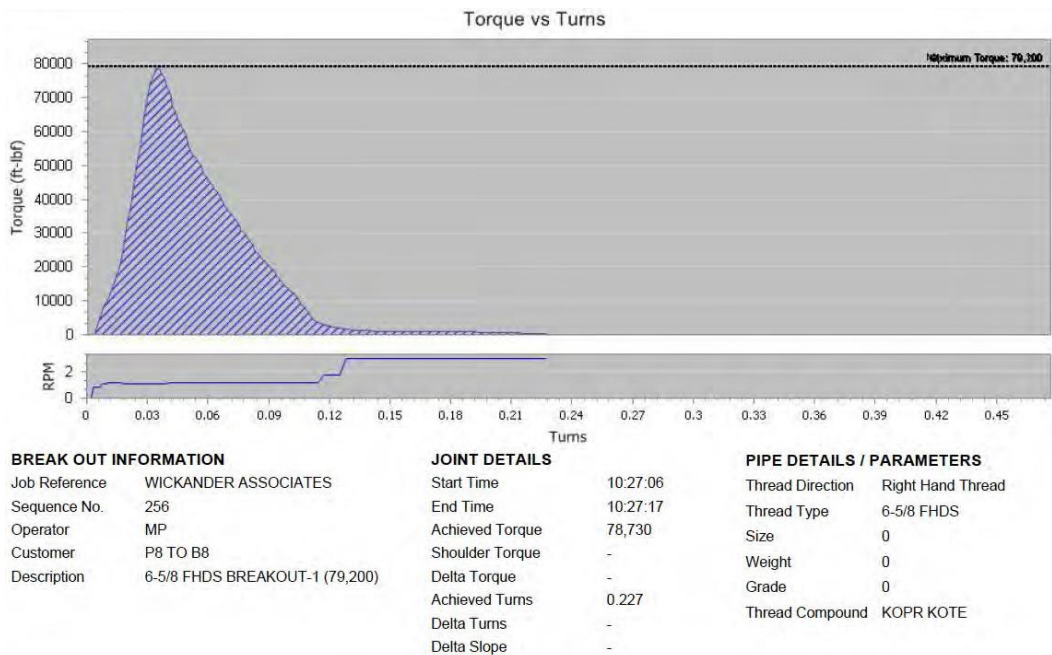 Torque vs Turns
Maximum Torque: 79,200
80000
70000
60000
50000
40000
30000
20000
10000
0
Torque (ft-lbf)
2
0
RPM
0 0.03 0.06 0.09 0.12 0.15 0.18 0.21 0.24 0.27 0.3 0.33 0.36 0.39 0.42 0.45
Turns
BREAK OUT INFORMATION
Job Reference WICKANDER ASSOCIATES
Sequence No. 256
Operator MP
Customer P8 TO B8
Description 6-5/8 FHDS BREAKOUT-1 (79,200)
JOINT DETAILS
Start Time 10:27:06
End Time 10:27:17
Achieved Torque 78,730
Shoulder Torque -
Delta Torque -
Achieved Turns 0.227
Delta Turns -
Delta Slope -
PIPE DETAILS / PARAMETERS
Thread Direction Right Hand Thread
Thread Type 6-5/8 FHDS
Size 0
Weight 0
Grade 0
Thread Compound KOPR KOTE